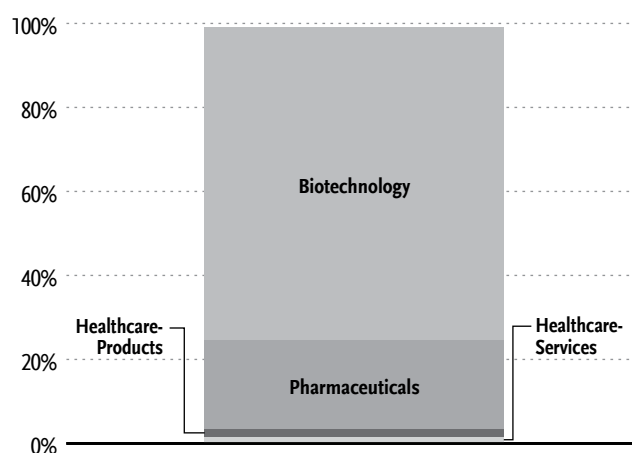 100%
80%
Biotechnology
60%
40%
Healthcare-
Products
Healthcare-
Services
20%
Pharmaceuticals
0%